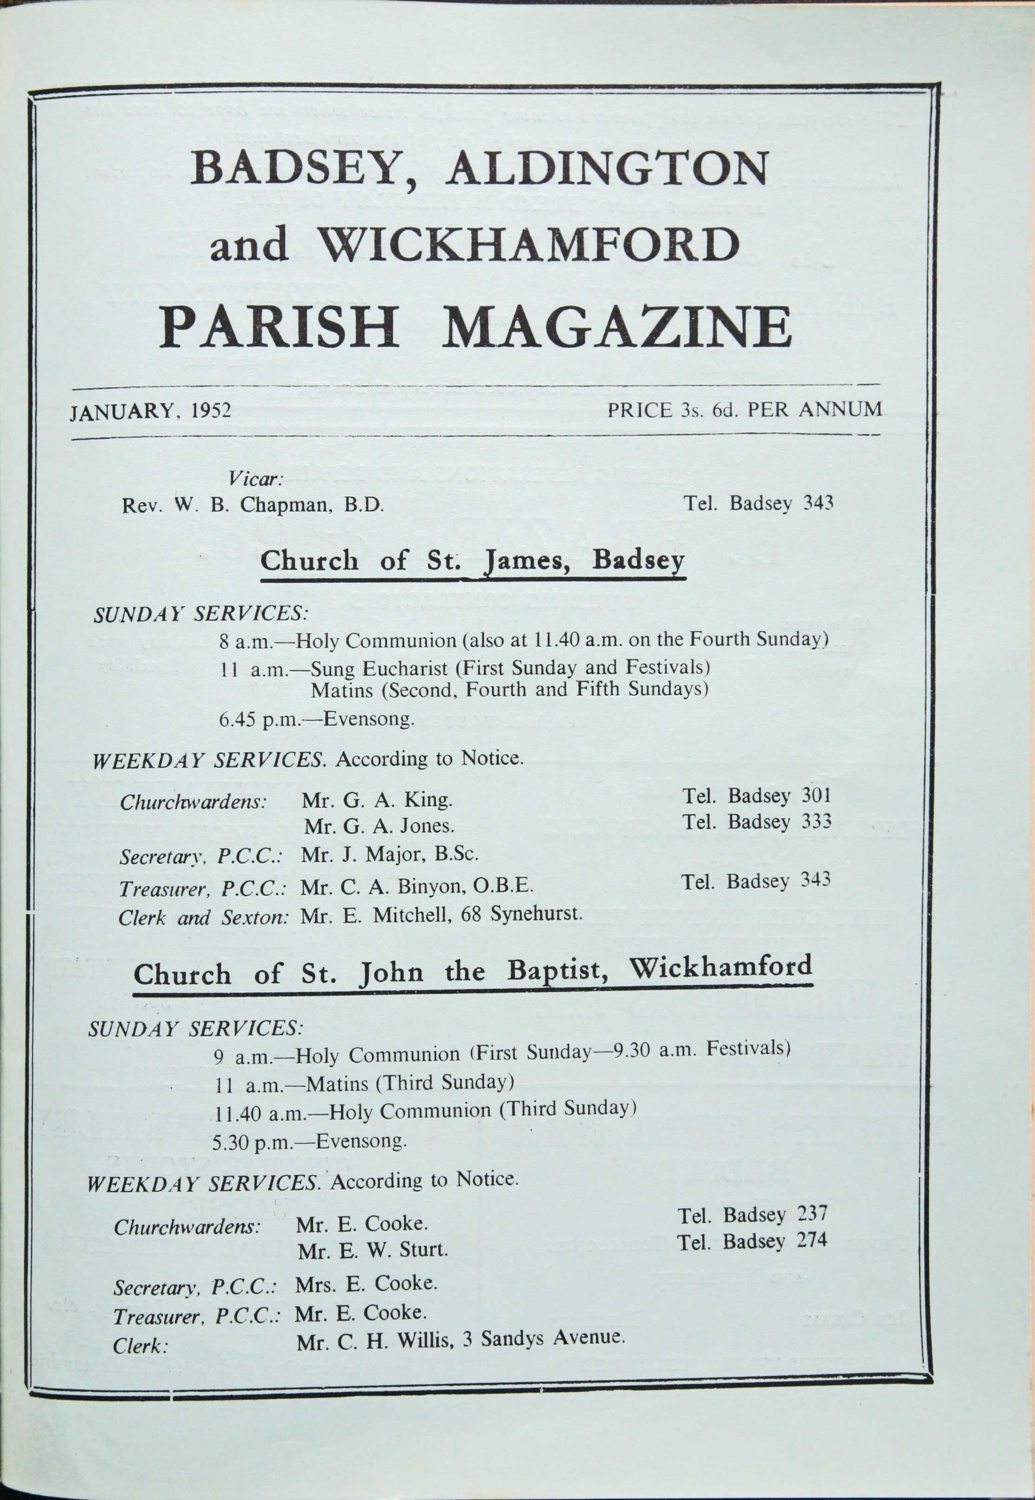 BADSEY, ALDINGTON
and WICKHAMFORD
PARISH MAGAZINE
JANUARY, 1952 PRICE 3s. 6d. PER ANNUM
Vicar:
Rev. W. B. Chapman, B.D. Tel. Badsey 343
Church of St. James, Badsey
SUNDAY SERVICES:
8 a.m.—Holy Communion (also at 11.40 a.m. on the Fourth Sunday)
11 a.m.—Sung Eucharist (First Sunday and Festivals)
Matins (Second, Fourth and Fifth Sundays)
6.45 p.m.—Evensong.
WEEKDAY SERVICES. According to Notice.
Churchwardens: Mr. G. A. King. Tel. Badsey 301
Mr. G. A. Jones. Tel. Badsey 333
Secretary, P.C.C.: Mr. J. Major, B.Sc.
Treasurer, P.C.C.: Mr. C. A. Binyon, O.B.E. Tel. Badsey 343
Clerk and Sexton: Mr. E. Mitchell, 68 Synehurst.
Church of St. John the Baptist, Wickhamford
SUNDAY SERVICES:
9 a.m.—Holy Communion (First Sunday—9.30 a.m. Festivals)
11 a.m.—Matins (Third Sunday)
11.40 a.m.—Holy Communion (Third Sunday)
5.30 p.m.—Evensong.
WEEKDAY SERVICES. According to Notice.
Churchwardens: Mr. E. Cooke. Tel. Badsey 237
Mr. E. W. Sturt. Tel. Badsey 274
Secretary, P.C.C.: Mrs. E. Cooke.
Treasurer, P.C.C.: Mr. E. Cooke.
Clerk: Mr. C. H. Willis, 3 Sandys Avenue.